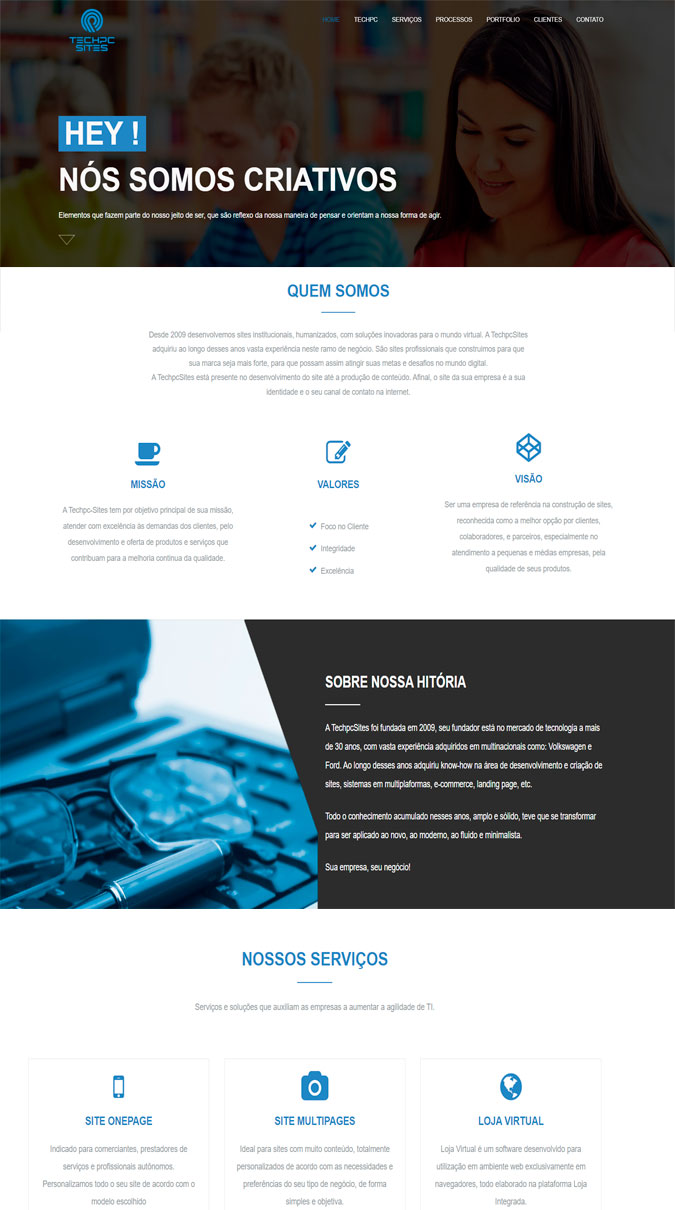 TECHPC
SITES
HOME TECHPC SERVIÇOS PROCESSOS PORTFOLIO CLIENTES CONTATO
HEY !
NÓS SOMOS CRIATIVOS
Elementos que fazem parte do nosso jeito de ser, que são reflexo da nossa maneira de pensar e orientam a nossa forma de agir.
QUEM SOMOS
Desde 2009 desenvolvemos sites institucionais, humanizados, com soluções inovadoras para o mundo virtual. A TechpcSites
adquiriu ao longo desses anos vasta experiência neste ramo de negócio. São sites profissionais que construimos para que
sua marca seja mais forte, para que possam assim atingir suas metas e desafios no mundo digital.
A TechpcSites está presente no desenvolvimento do site até a produção de conteúdo. Afinal, o site da sua empresa é a sua
identidade e o seu canal de contato na internet.
MISSÃO
A Techpc-Sites tem por objetivo principal de sua missão,
atender com excelência às demandas dos clientes, pelo
desenvolvimento e oferta de produtos e serviços que
contribuam para a melhoria contínua da qualidade.
VALORES
Foco no Cliente
Integridade
Excelência
VISÃO
Ser uma empresa de referência na construção de sites,
reconhecida como a melhor opção por clientes,
colaboradores, e parceiros, especialmente no
atendimento a pequenas e médias empresas, pela
qualidade de seus produtos.
SOBRE NOSSA HITÓRIA
A TechpcSites foi fundada em 2009, seu fundador está no mercado de tecnologia a mais
de 30 anos, com vasta experiência adquiridos em multinacionais como: Volkswagen e
Ford. Ao longo desses anos adquiriu know-how na área de desenvolvimento e criação de
sites, sistemas em multiplaformas, e-commerce, landing page, etc.
Todo o conhecimento acumulado nesses anos, amplo e sólido, teve que se transformar
para ser aplicado ao novo, ao moderno, ao fluido e minimalista.
Sua empresa, seu negócio!
NOSSOS SERVIÇOS
Serviços e soluções que auxiliam as empresas a aumentar a agilidade de TI.
SITE ONEPAGE
Indicado para comerciantes, prestadores de
serviços e profissionais autônomos.
Personalizamos todo o seu site de acordo com o
modelo escolhido
SITE MULTIPAGES
Ideal para sites com muito conteúdo, totalmente
personalizados de acordo com as necessidades e
preferências do seu tipo de negócio, de forma
simples e objetiva.
LOJA VIRTUAL
Loja Virtual é um software desenvolvido para
utilização em ambiente web exclusivamente em
navegadores, todo elaborado na plataforma Loja
Integrada.